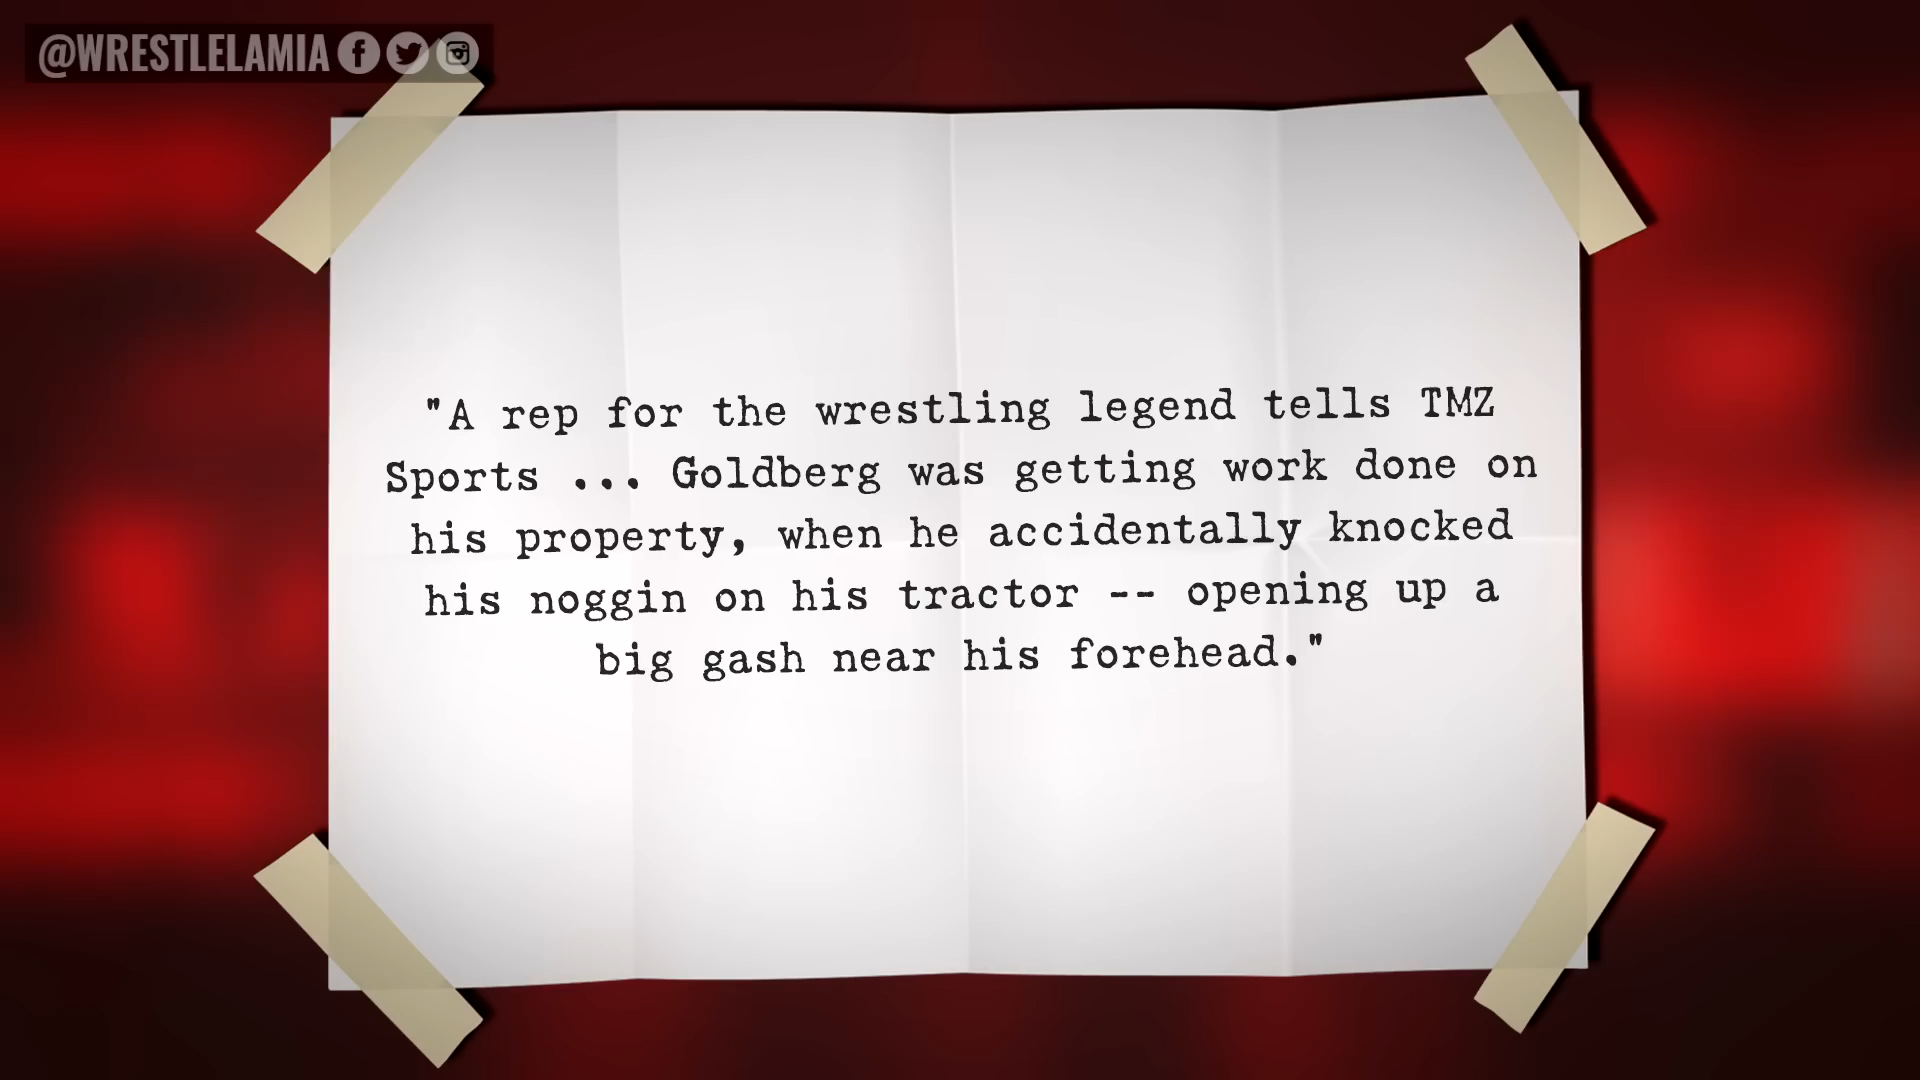 @WRESTLELAMIA
"A rep for the wrestling legend tells TMZ
Sports ... Goldberg was getting work done on
his property, when he accidentally knocked
his noggin on his tractor -- opening up a
big gash near his forehead."